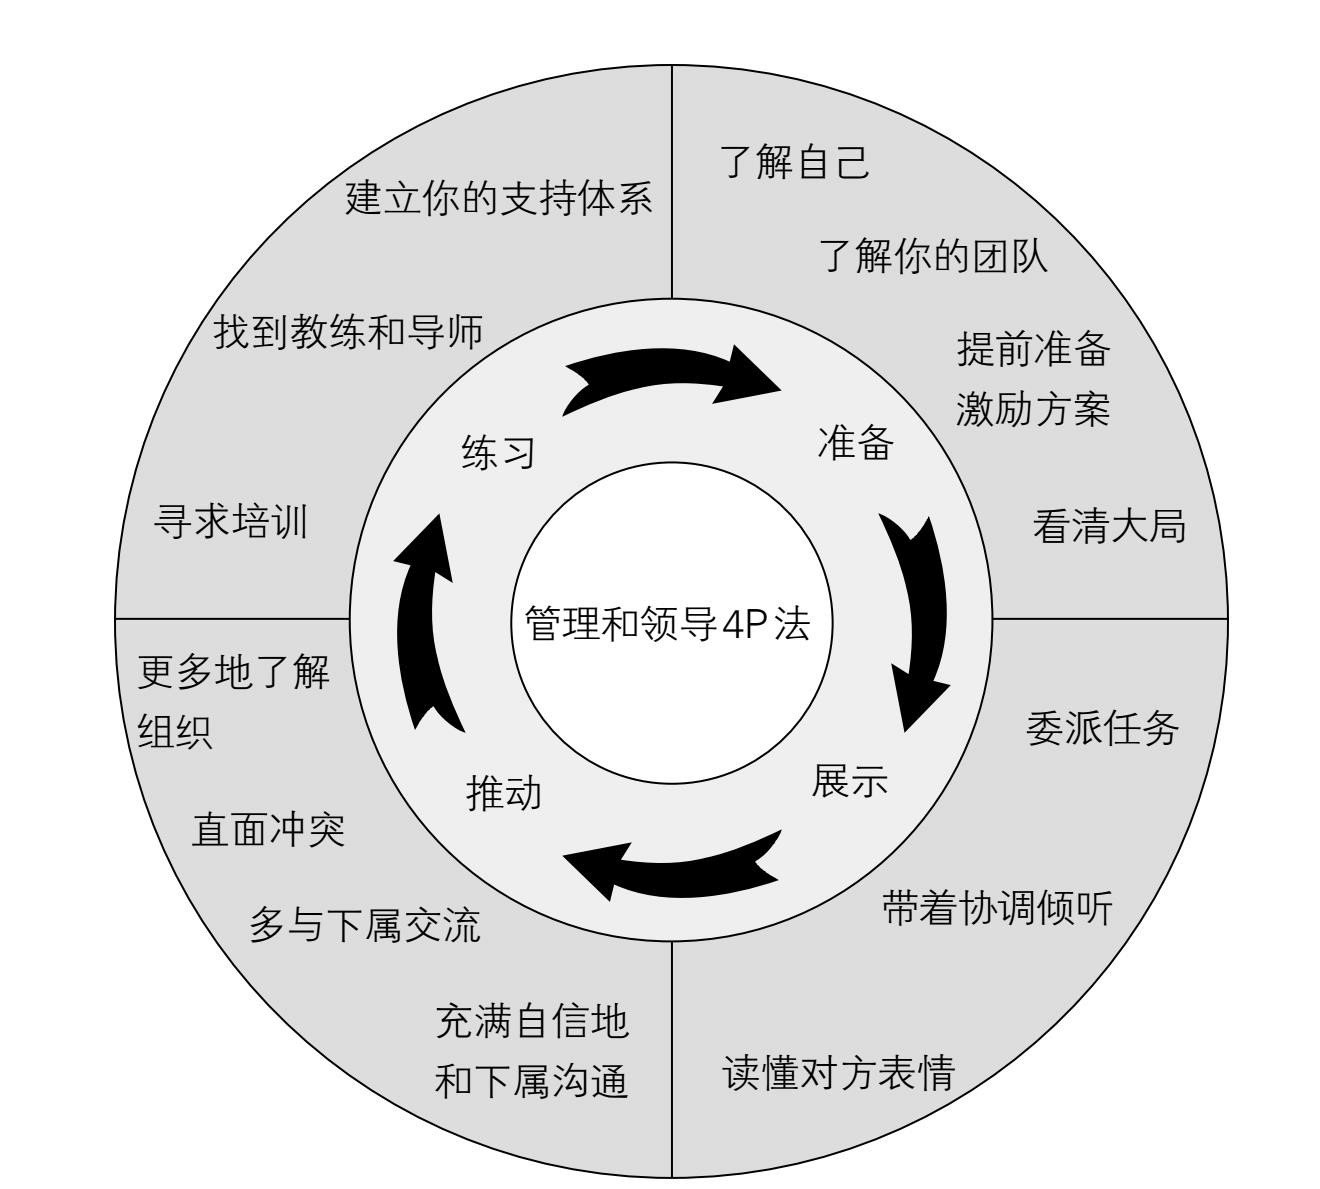 建立你的支持体系
找到教练和导师
寻求培训
了解自己
了解你的团队
提前准备
激励方案
看清大局
练习
准备
管理和领导4P法
推动
展示
更多地了解
组织
直面冲突
多与下属交流
充满自信地
和下属沟通
委派任务
带着协调倾听
读懂对方表情